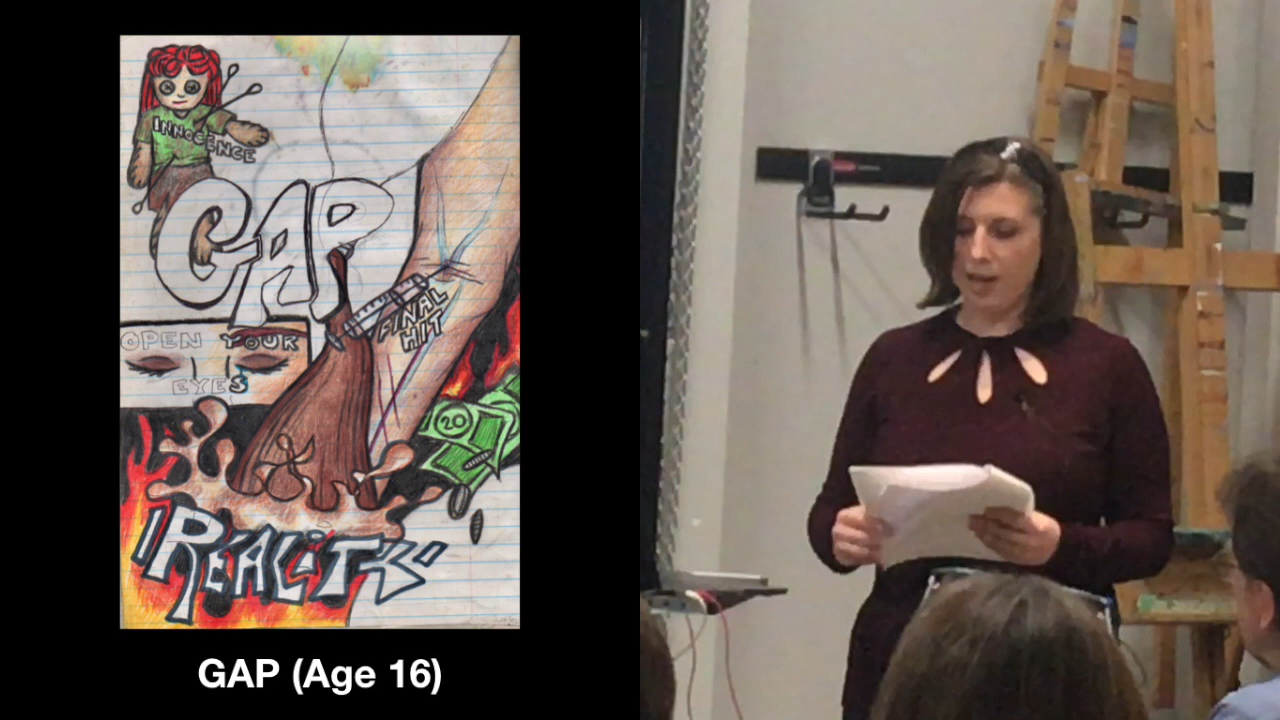 INNOCENCE
GAP
FINAL
HIT
OPEN YOUR
EYES
20
REALITY
GAP (Age 16)